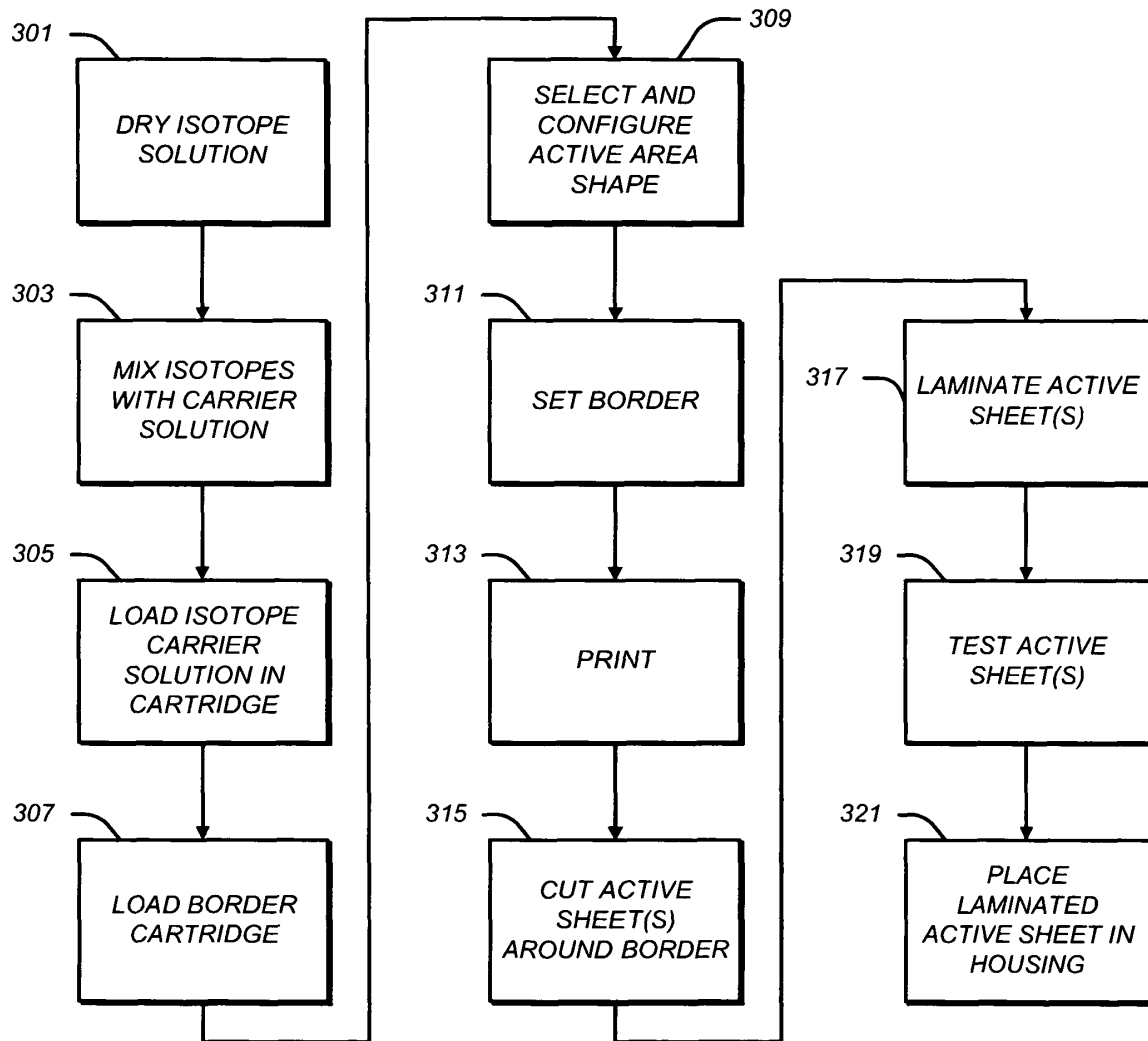 301
DRY ISOTOPE
SOLUTION
303
MIX ISOTOPES
WITH CARRIER
SOLUTION
305
LOAD ISOTOPE
CARRIER
SOLUTION IN
CARTRIDGE
307
LOAD BORDER
CARTRIDGE
309
SELECT AND
CONFIGURE
ACTIVE AREA
SHAPE
311
SET BORDER
313
PRINT
315
CUT ACTIVE
SHEET(S)
AROUND BORDER
317
LAMINATE ACTIVE
SHEET(S)
319
TEST ACTIVE
SHEET(S)
321
PLACE
LAMINATED
ACTIVE SHEET IN
HOUSING